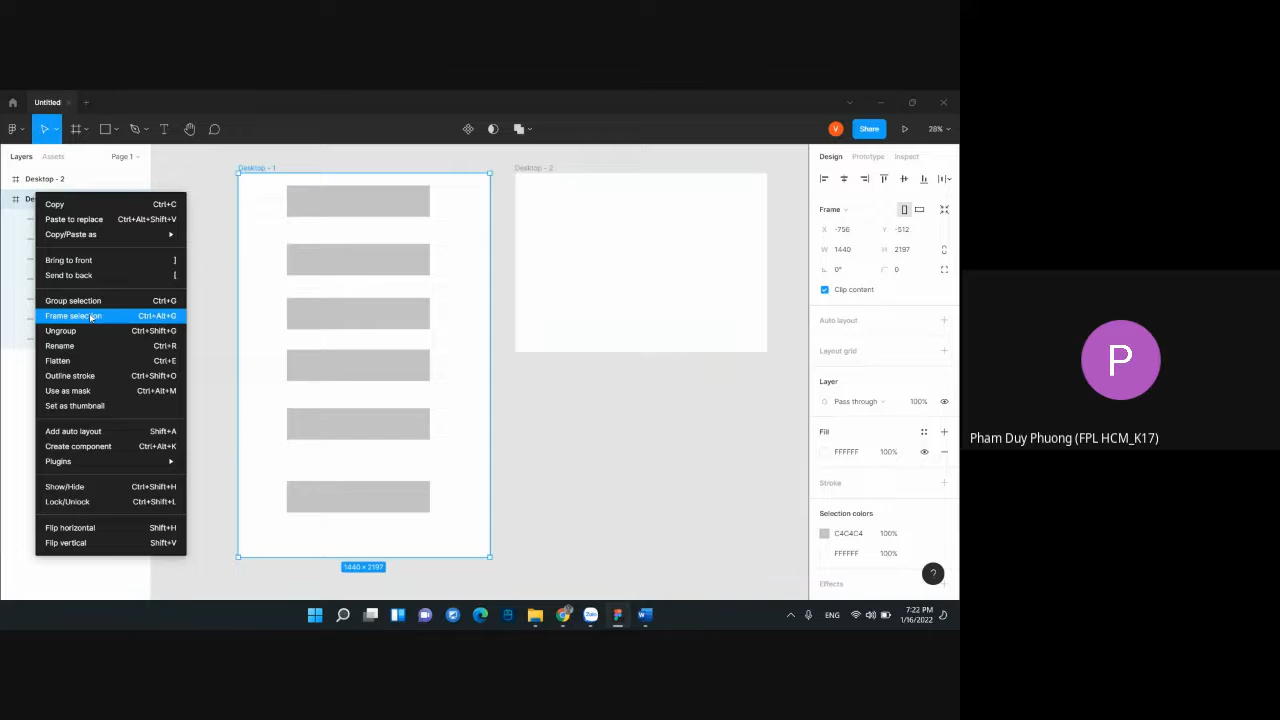 Untitled
Share
28%
Layers
Assets
Page 1
Desktop - 2
De
Copy Ctrl+C
Paste to replace Ctrl+Alt+Shift+V
Copy/Paste as
Bring to front ]
Send to back [
Group selection Ctrl+G
Frame selection Ctrl+Alt+G
Ungroup Ctrl+Shift+G
Rename Ctrl+R
Flatten Ctrl+E
Outline stroke Ctrl+Shift+O
Use as mask Ctrl+Alt+M
Set as thumbnail
Add auto layout Shift+A
Create component Ctrl+Alt+K
Plugins
Show/Hide Ctrl+Shift+H
Lock/Unlock Ctrl+Shift+L
Flip horizontal Shift+H
Flip vertical Shift+V
Desktop - 1
Desktop - 2
1440 × 2197
Design
Prototype
Inspect
Frame
X -756 Y -512
W 1440 H 2197
0° 0
Clip content
Auto layout
Layout grid
Layer
Pass through 100%
Fill
FFFFFF 100%
Stroke
Selection colors
C4C4C4 100%
FFFFFF 100%
Effects
?
V
Zalo
ENG
7:22 PM
1/16/2022
P
Pham Duy Phuong (FPL HCM_K17)